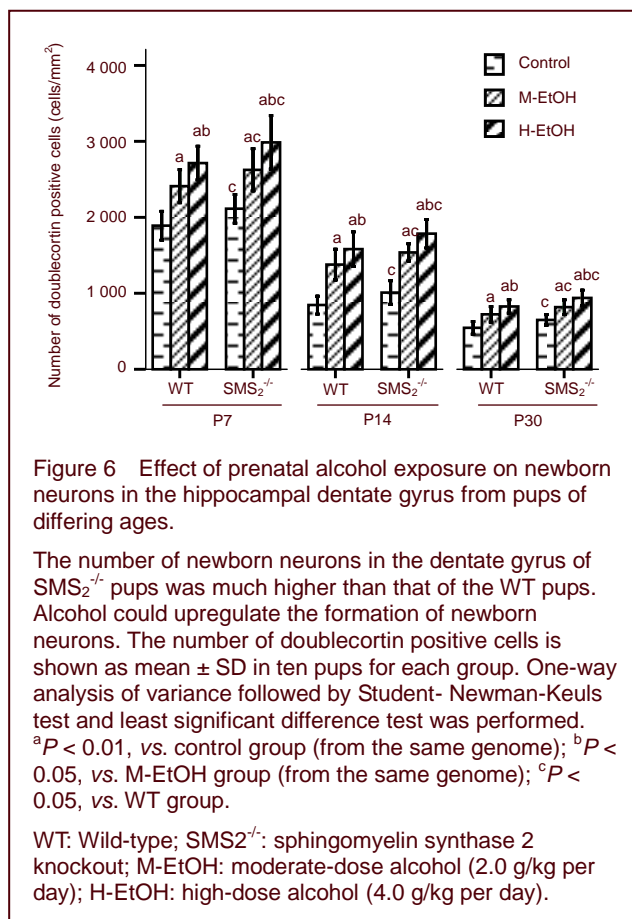 Number of doublecortin positive cells (cells/mm²)
4 000
3 000
2 000
1 000
0
Control
M-EtOH
H-EtOH
a
ab
c
ac
abc
a
ab
c
ac
abc
a
ab
c
ac
abc
WT
SMS₂⁻/⁻
WT
SMS₂⁻/⁻
WT
SMS₂⁻/⁻
P7
P14
P30
Figure 6 Effect of prenatal alcohol exposure on newborn
neurons in the hippocampal dentate gyrus from pups of
differing ages.
The number of newborn neurons in the dentate gyrus of
SMS₂⁻/⁻ pups was much higher than that of the WT pups.
Alcohol could upregulate the formation of newborn
neurons. The number of doublecortin positive cells is
shown as mean ± SD in ten pups for each group. One-way
analysis of variance followed by Student- Newman-Keuls
test and least significant difference test was performed.
ᵃP < 0.01, vs. control group (from the same genome); ᵇP <
0.05, vs. M-EtOH group (from the same genome); ᶜP <
0.05, vs. WT group.
WT: Wild-type; SMS2⁻/⁻: sphingomyelin synthase 2
knockout; M-EtOH: moderate-dose alcohol (2.0 g/kg per
day); H-EtOH: high-dose alcohol (4.0 g/kg per day).